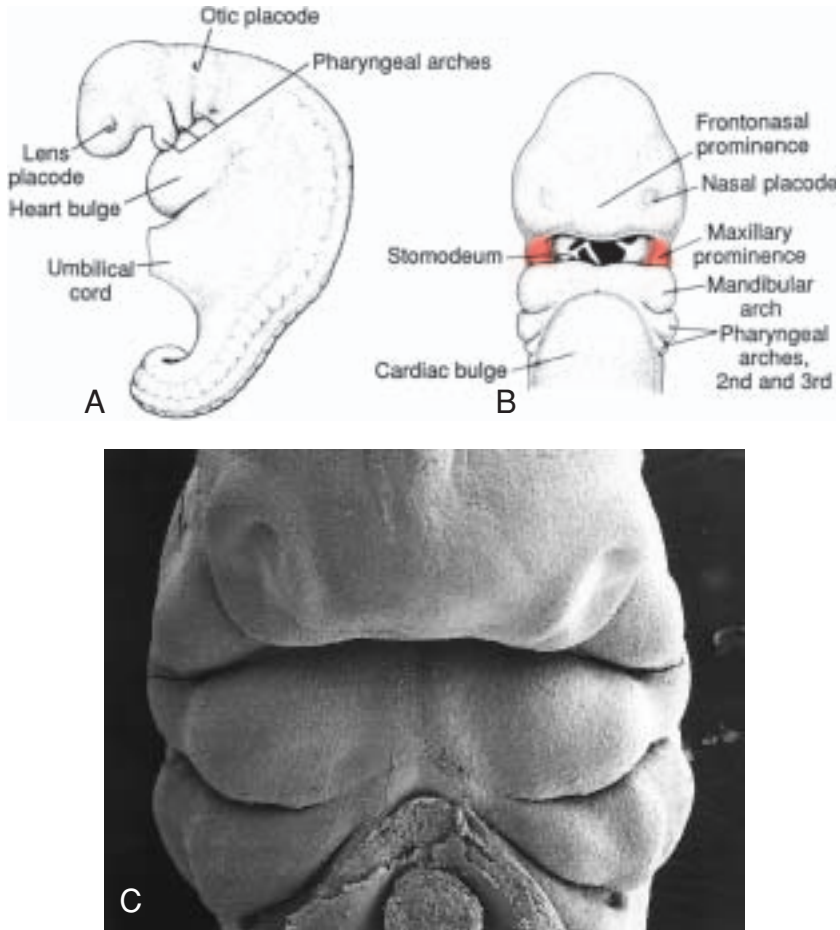 Otic placode
Pharyngeal arches
Lens
placode
Heart bulge
Umbilical
cord
A
Frontonasal
prominence
Nasal placode
Stomodeum
Maxillary
prominence
Mandibular
arch
Pharyngeal
arches,
2nd and 3rd
Cardiac bulge
B
C